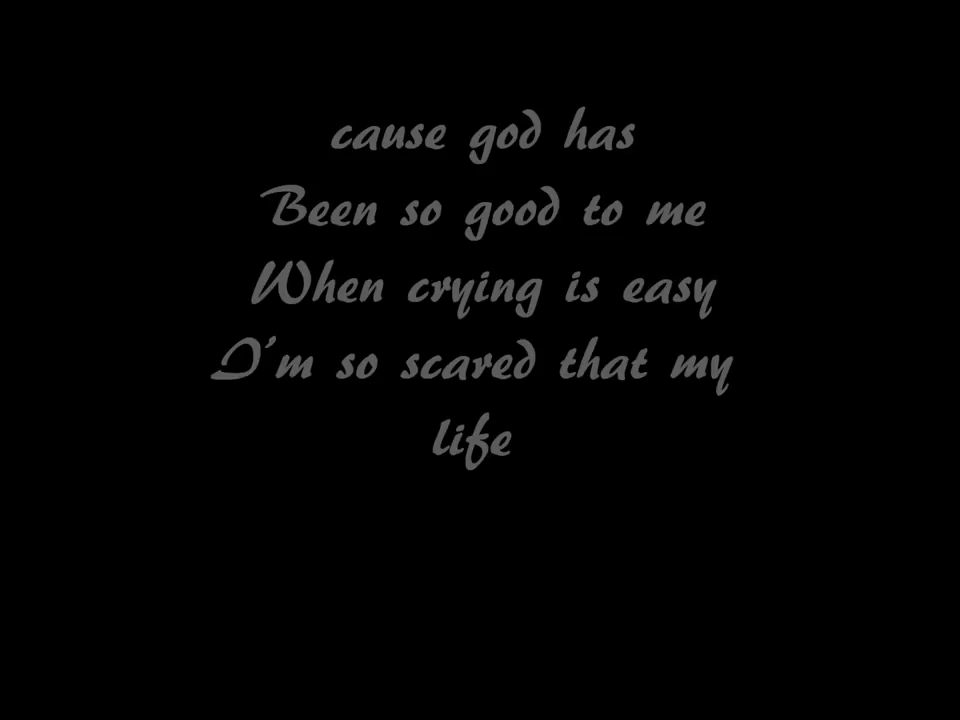 cause god has
Been so good to me
When crying is easy
I'm so scared that my
life